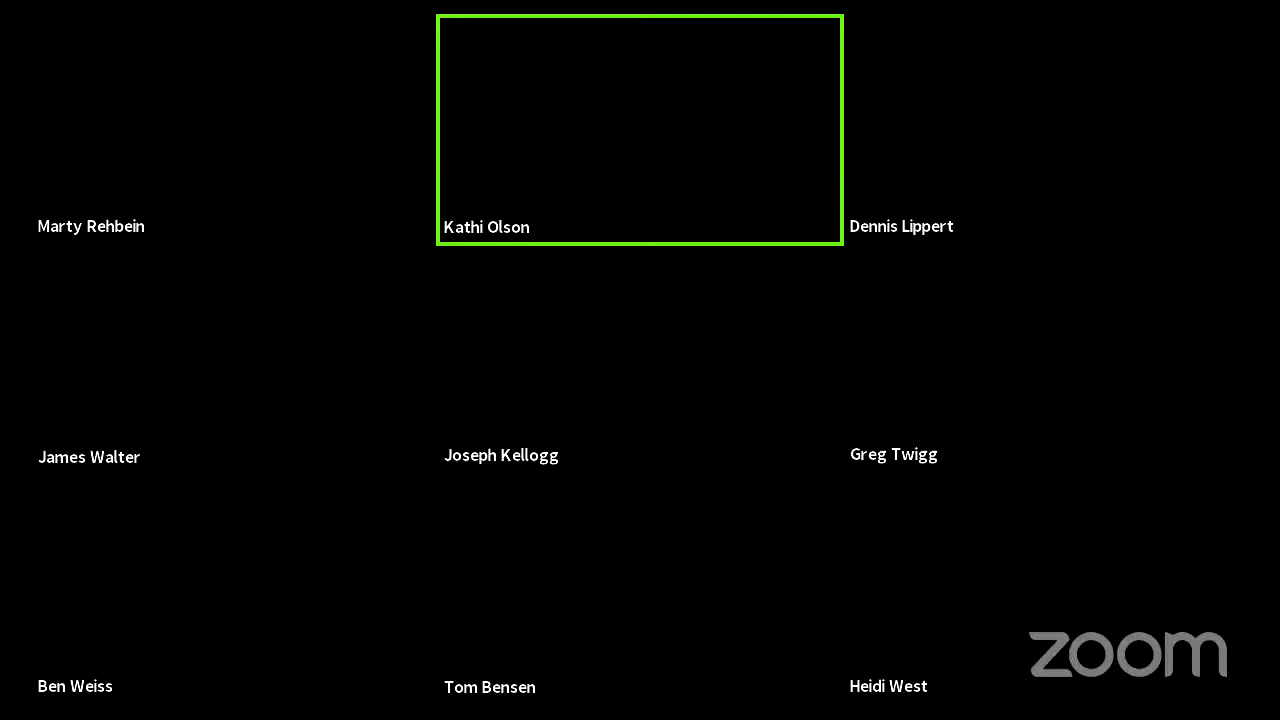 Marty Rehbein
Kathi Olson
Dennis Lippert
James Walter
Joseph Kellogg
Greg Twigg
Ben Weiss
Tom Bensen
Heidi West
zoom